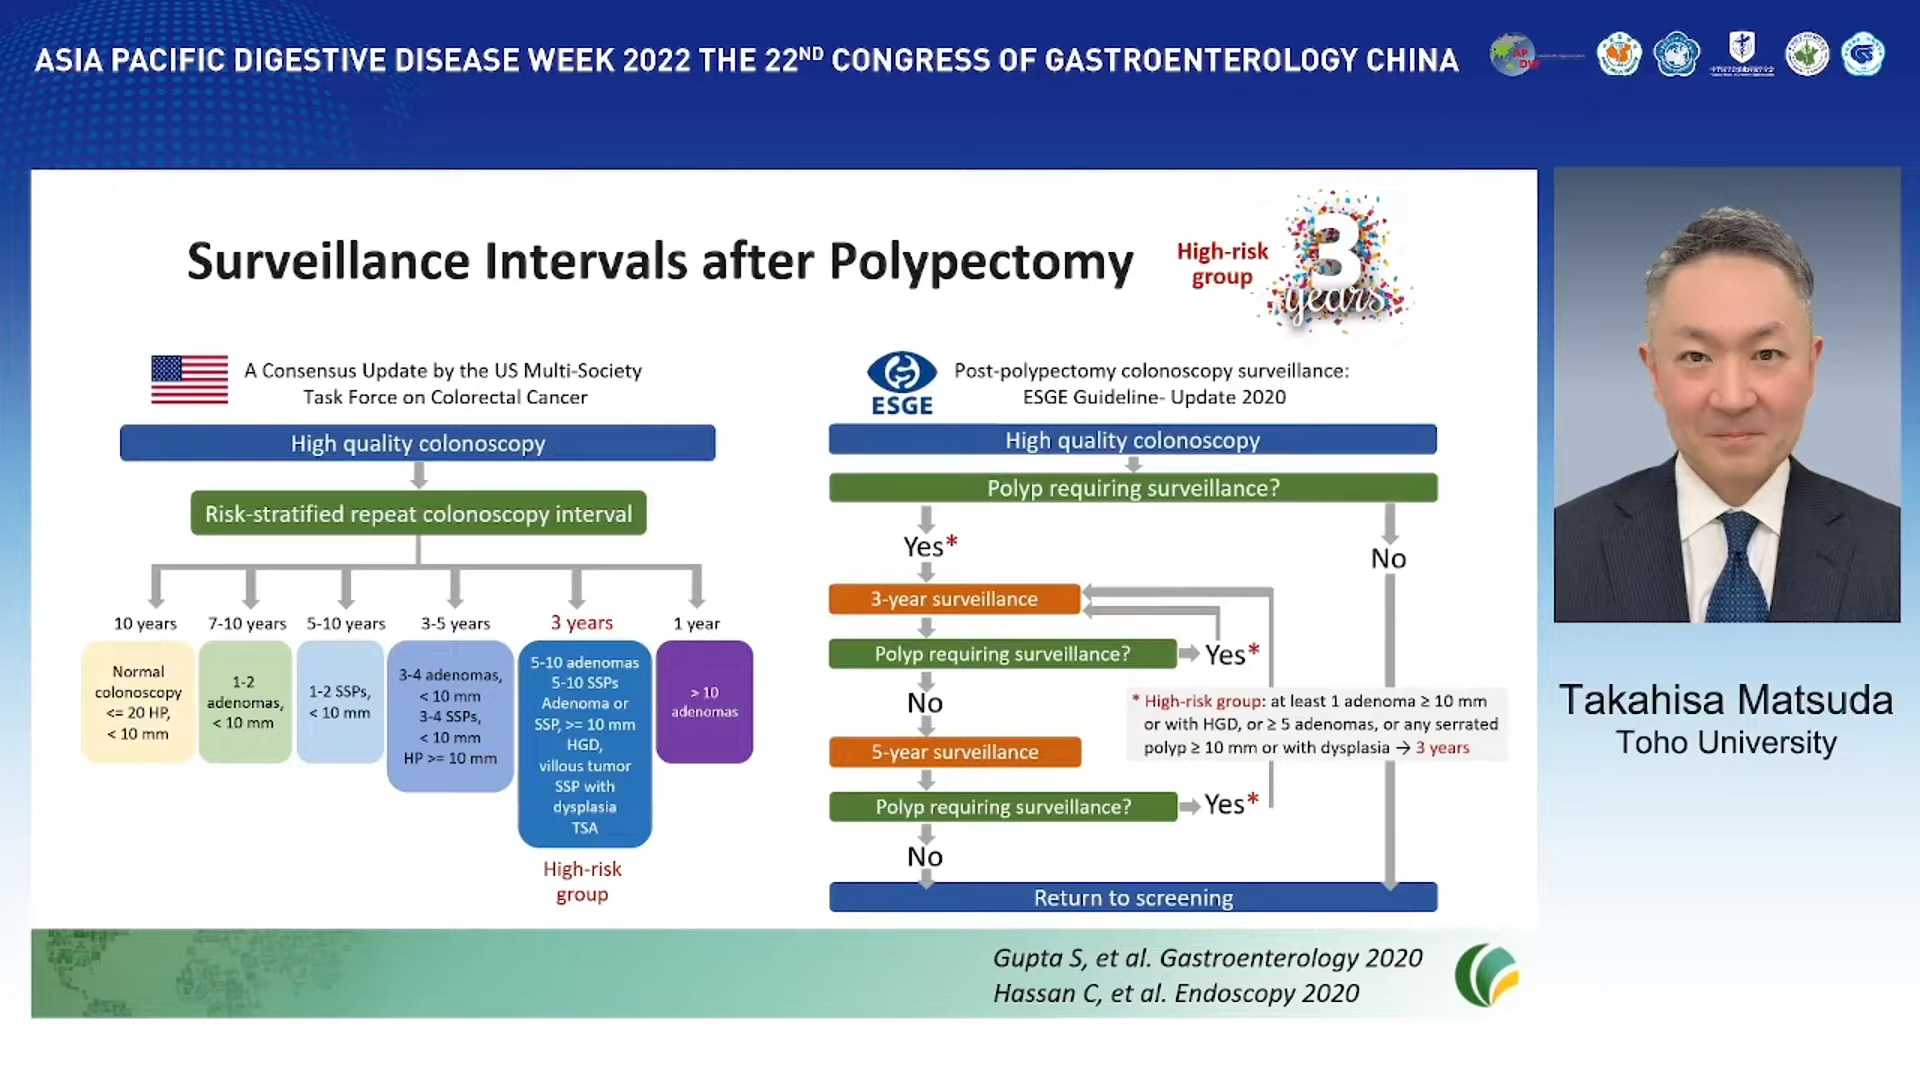 ASIA PACIFIC DIGESTIVE DISEASE WEEK 2022 THE 22ND CONGRESS OF GASTROENTEROLOGY CHINA
Surveillance Intervals after Polypectomy
High-risk
group
3
years
A Consensus Update by the US Multi-Society
Task Force on Colorectal Cancer
High quality colonoscopy
Risk-stratified repeat colonoscopy interval
10 years
7-10 years
5-10 years
3-5 years
3 years
1 year
Normal
colonoscopy
<= 20 HP,
< 10 mm
1-2
adenomas,
< 10 mm
1-2 SSPs,
< 10 mm
3-4 adenomas,
< 10 mm
3-4 SSPs,
< 10 mm
HP >= 10 mm
5-10 adenomas
5-10 SSPs
Adenoma or
SSP, >= 10 mm
HGD,
villous tumor
SSP with
dysplasia
TSA
> 10
adenomas
High-risk
group
ESGE
Post-polypectomy colonoscopy surveillance:
ESGE Guideline- Update 2020
High quality colonoscopy
Polyp requiring surveillance?
Yes*
No
3-year surveillance
Polyp requiring surveillance?
Yes*
No
* High-risk group: at least 1 adenoma ≥ 10 mm
or with HGD, or ≥ 5 adenomas, or any serrated
polyp ≥ 10 mm or with dysplasia → 3 years
5-year surveillance
Polyp requiring surveillance?
Yes*
No
Return to screening
Gupta S, et al. Gastroenterology 2020
Hassan C, et al. Endoscopy 2020
Takahisa Matsuda
Toho University